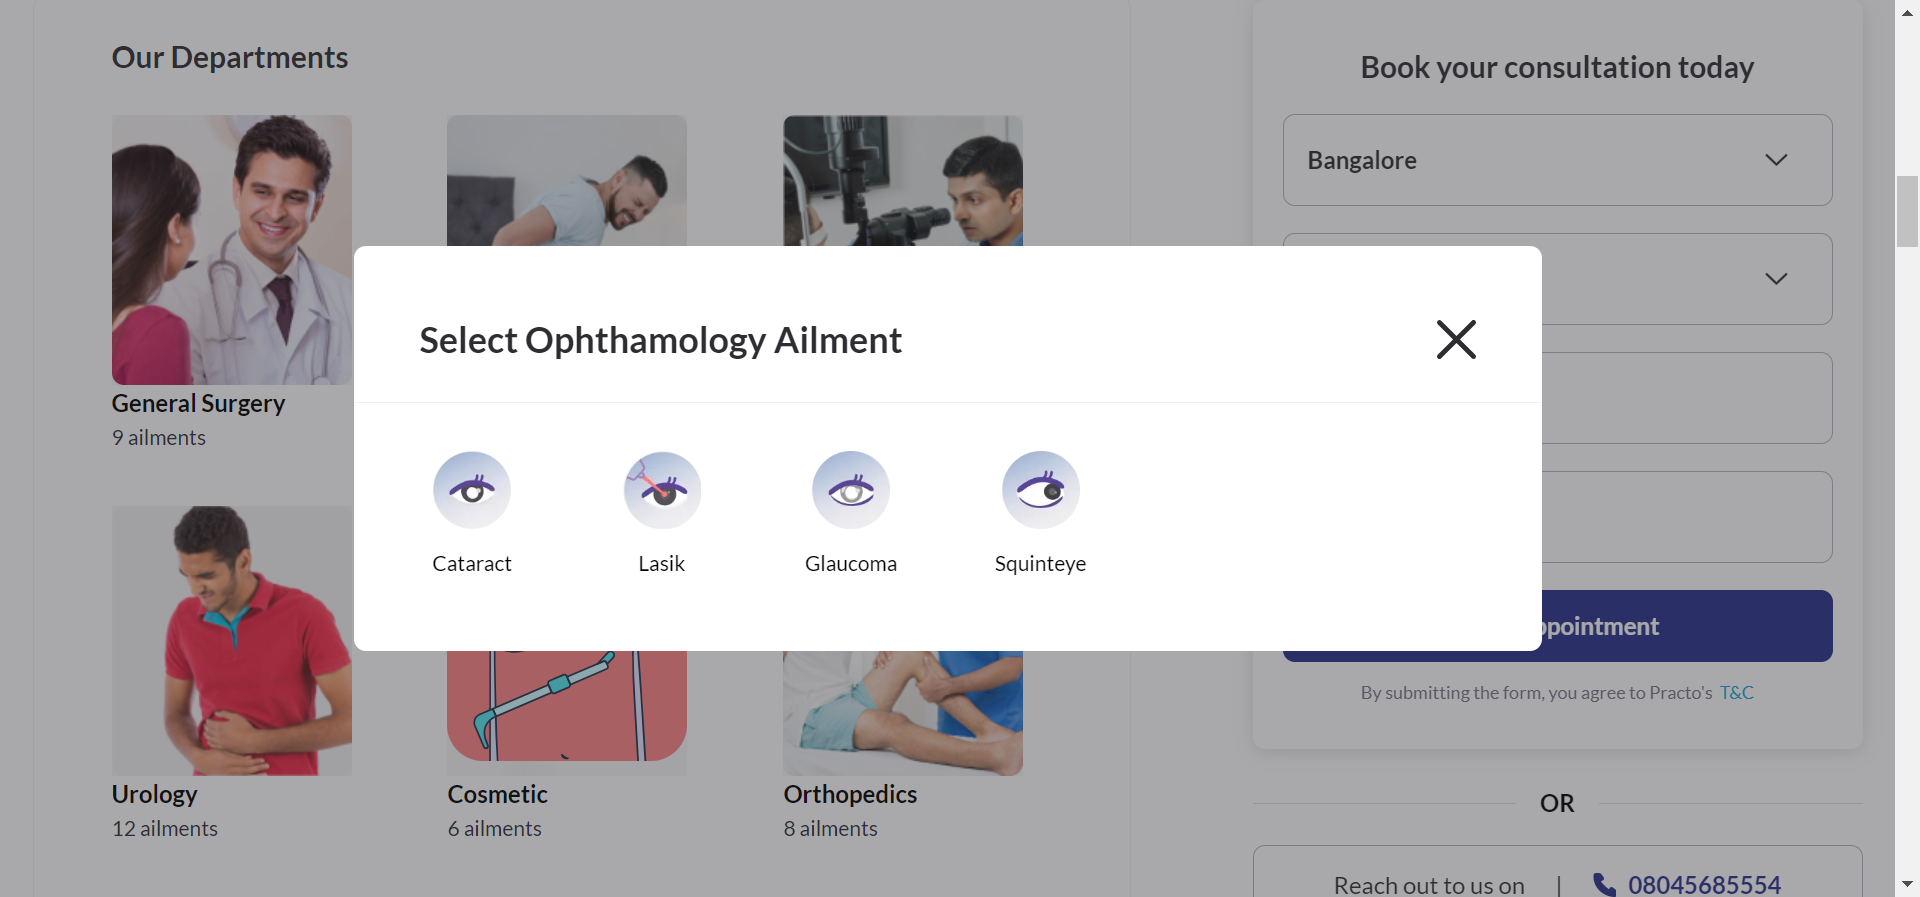 Our Departments
General Surgery
9 ailments
Urology
12 ailments
Cosmetic
6 ailments
Orthopedics
8 ailments
Select Ophthamology Ailment
Cataract
Lasik
Glaucoma
Squinteye
Book your consultation today
Bangalore
By submitting the form, you agree to Practo's T&C
OR
Reach out to us on | 08045685554